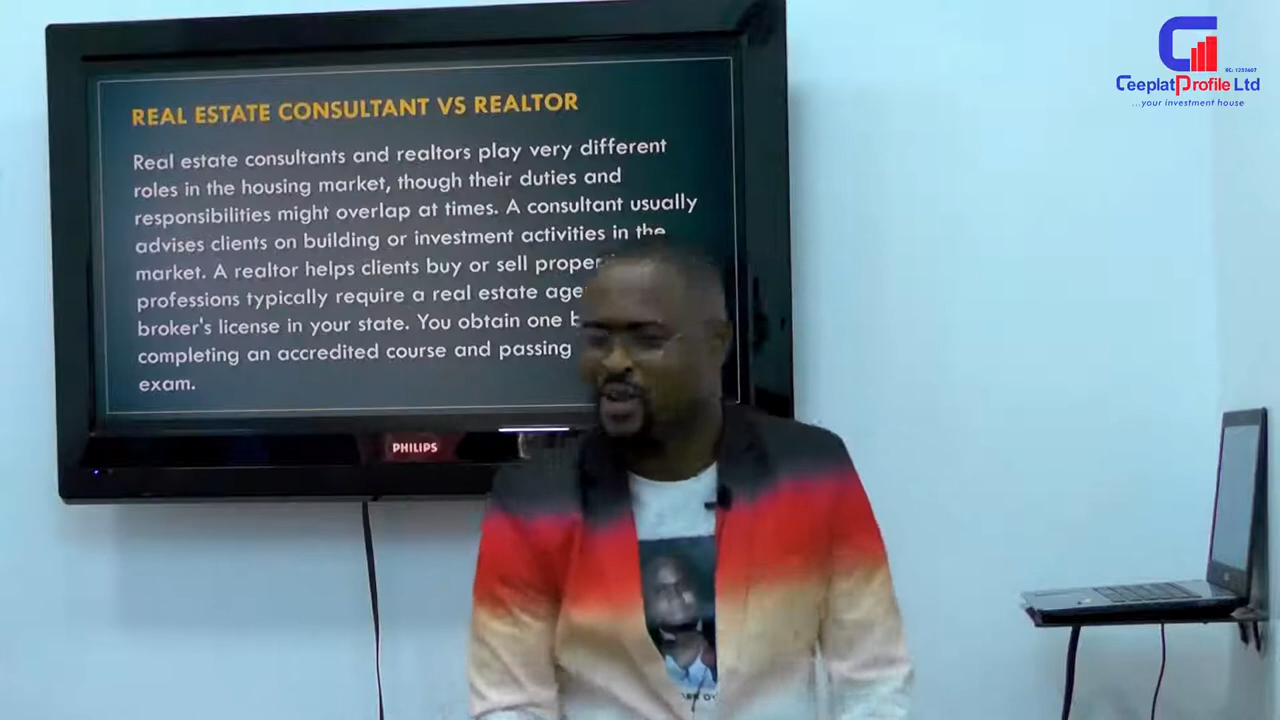 REAL ESTATE CONSULTANT VS REALTOR
Real estate consultants and realtors play very different
roles in the housing market, though their duties and
responsibilities might overlap at times. A consultant usually
advises clients on building or investment activities in the
market. A realtor helps clients buy or sell
professions typically require a real estate
broker's license in your state. You obtain one
completing an accredited course and passing
exam.
PHILIPS
RC: 1253607
CeeplatProfile Ltd
...your investment house